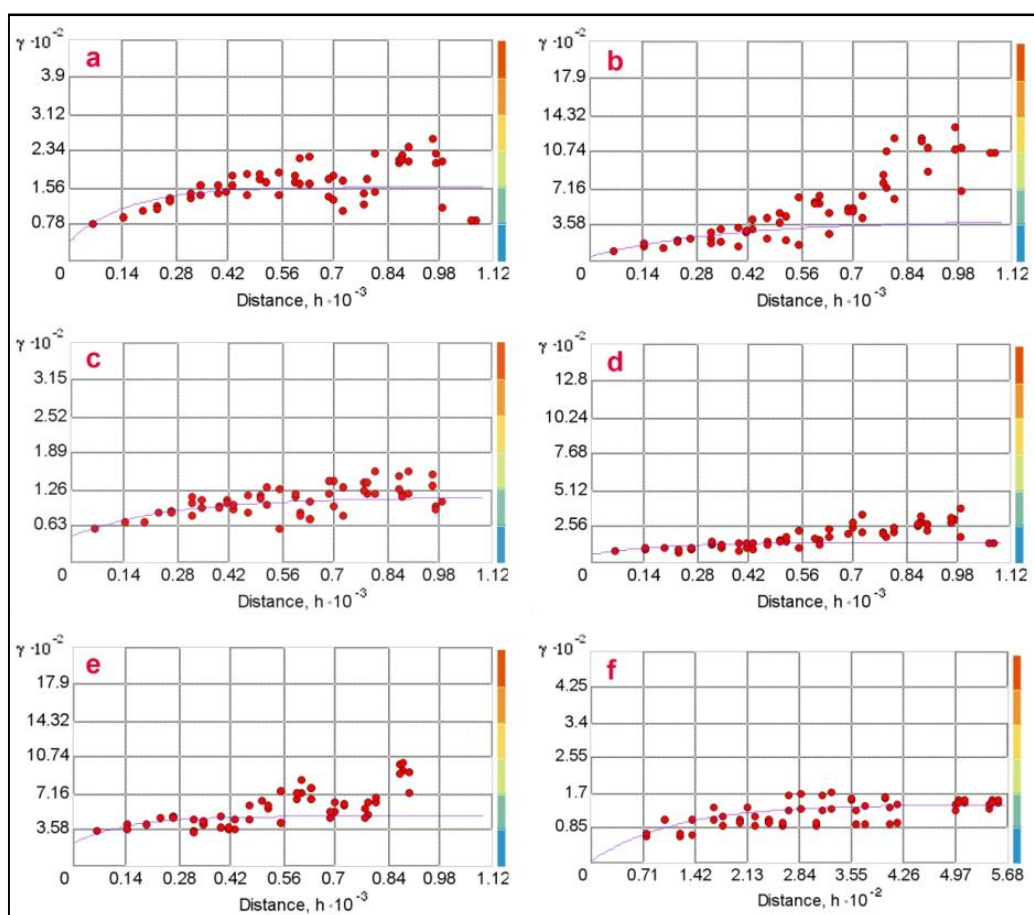 γ ·10⁻²
a
3.9
3.12
2.34
1.56
0.78
0 0.14 0.28 0.42 0.56 0.7 0.84 0.98 1.12
Distance, h ·10⁻³
γ ·10⁻²
b
17.9
14.32
10.74
7.16
3.58
0 0.14 0.28 0.42 0.56 0.7 0.84 0.98 1.12
Distance, h ·10⁻³
γ ·10⁻²
c
3.15
2.52
1.89
1.26
0.63
0 0.14 0.28 0.42 0.56 0.7 0.84 0.98 1.12
Distance, h ·10⁻³
γ ·10⁻²
d
12.8
10.24
7.68
5.12
2.56
0 0.14 0.28 0.42 0.56 0.7 0.84 0.98 1.12
Distance, h ·10⁻³
γ ·10⁻²
e
17.9
14.32
10.74
7.16
3.58
0 0.14 0.28 0.42 0.56 0.7 0.84 0.98 1.12
Distance, h ·10⁻³
γ ·10⁻²
f
4.25
3.4
2.55
1.7
0.85
0 0.71 1.42 2.13 2.84 3.55 4.26 4.97 5.68
Distance, h ·10⁻²